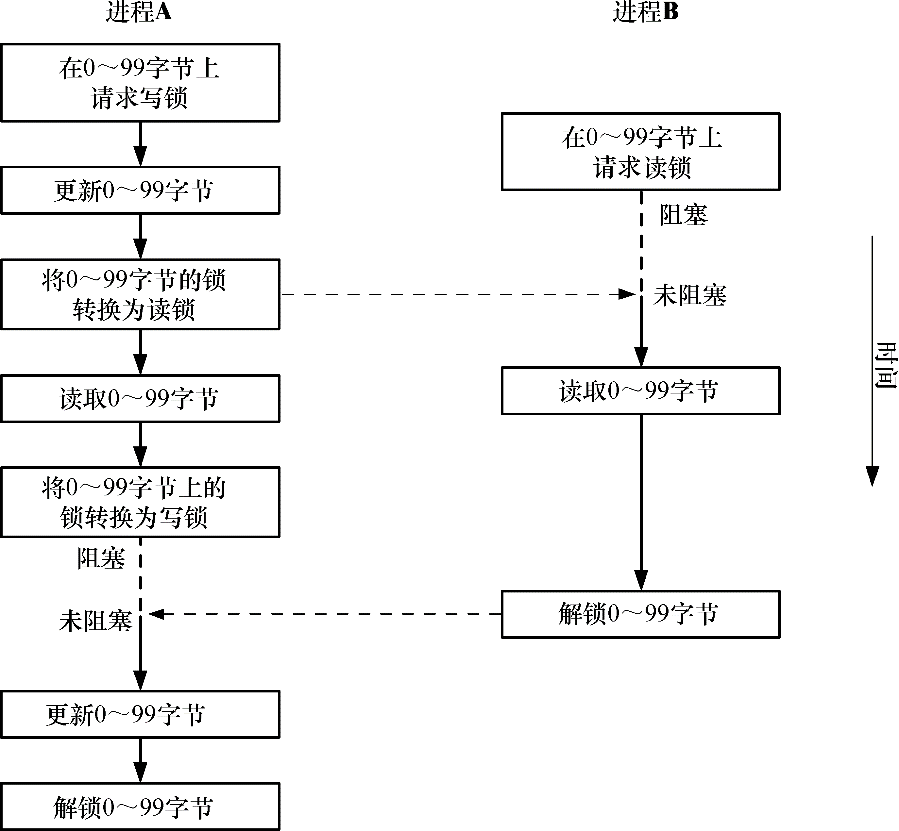 进程A
在0～99字节上
请求写锁
更新0～99字节
将0～99字节的锁
转换为读锁
读取0～99字节
将0～99字节上的
锁转换为写锁
阻塞
未阻塞
更新0～99字节
解锁0～99字节
进程B
在0～99字节上
请求读锁
阻塞
未阻塞
读取0～99字节
解锁0～99字节
时间